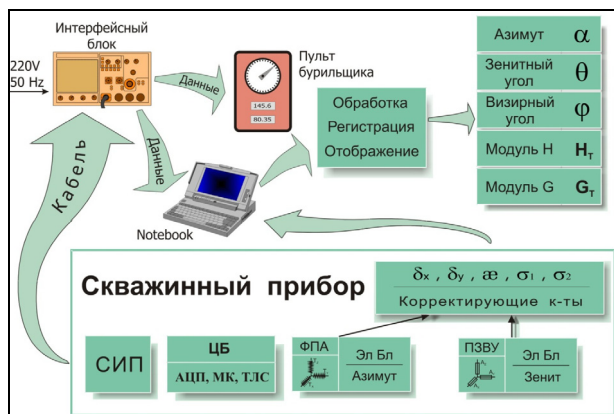 Интерфейсный
блок
220V
50 Hz
Данные
Пульт
бурильщика
145.6
80.35
Данные
Кабель
Notebook
Обработка
Регистрация
Отображение
Азимут α
Зенитный
угол θ
Визирный
угол φ
Модуль H Hт
Модуль G Gт
Скважинный прибор
δx , δy , æ , σ1 , σ2
Корректирующие к-ты
СИП
ЦБ
АЦП, МК, ТЛС
ФПА
Эл Бл
Азимут
ПЗВУ
Эл Бл
Зенит